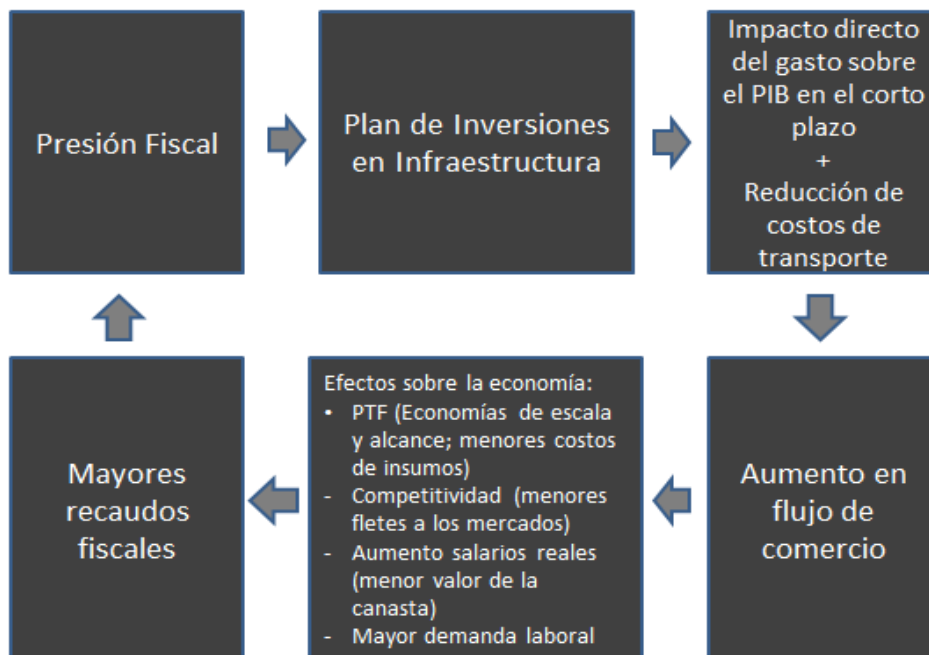 Presión Fiscal
Plan de Inversiones
en Infraestructura
Impacto directo
del gasto sobre
el PIB en el corto
plazo
+
Reducción de
costos de
transporte
Mayores
recaudos
fiscales
Efectos sobre la economía:
• PTF (Economías de escala
y alcance; menores costos
de insumos)
- Competitividad (menores
fletes a los mercados)
- Aumento salarios reales
(menor valor de la
canasta)
- Mayor demanda laboral
Aumento en
flujo de
comercio